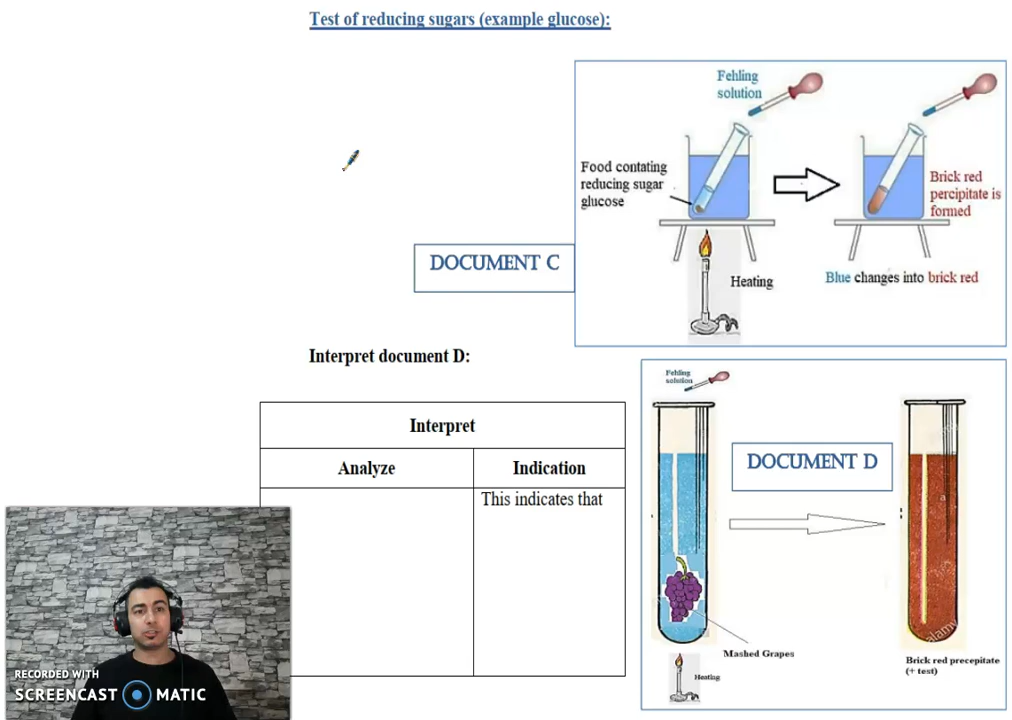 Test of reducing sugars (example glucose):
Fehling
solution
Food contating
reducing sugar
glucose
Brick red
percipitate is
formed
DOCUMENT C
Heating
Blue changes into brick red
Interpret document D:
Fehling
solution
Interpret
Analyze
Indication
This indicates that
DOCUMENT D
Mashed Grapes
Heating
Brick red precepitate
(+ test)
alamy
a
RECORDED WITH
SCREENCAST MATIC